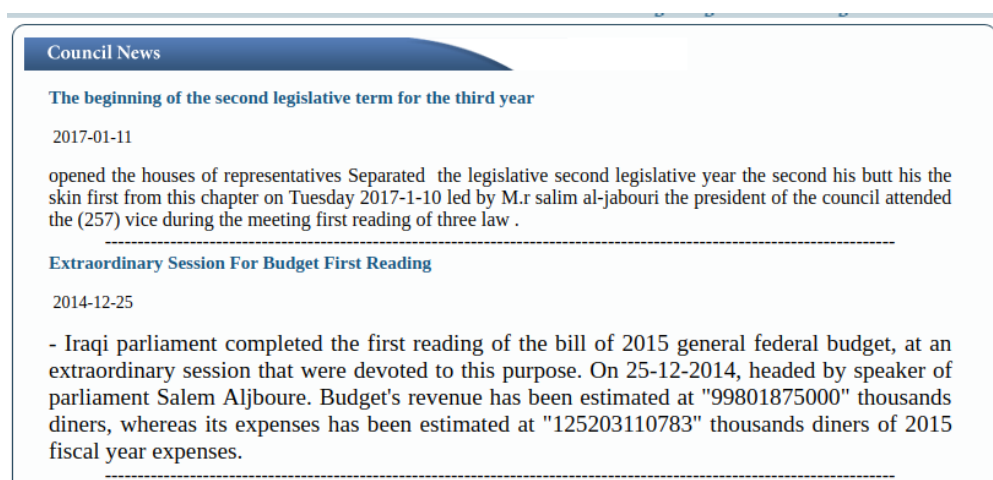 Council News
The beginning of the second legislative term for the third year
2017-01-11
opened the houses of representatives Separated  the legislative second legislative year the second his butt his the
skin first from this chapter on Tuesday 2017-1-10 led by M.r salim al-jabouri the president of the council attended
the (257) vice during the meeting first reading of three law .
--------------------------------------------------------------------------------------------------------------------------
Extraordinary Session For Budget First Reading
2014-12-25
- Iraqi parliament completed the first reading of the bill of 2015 general federal budget, at an
extraordinary session that were devoted to this purpose. On 25-12-2014, headed by speaker of
parliament Salem Aljboure. Budget's revenue has been estimated at "99801875000" thousands
diners, whereas its expenses has been estimated at "125203110783" thousands diners of 2015
fiscal year expenses.
--------------------------------------------------------------------------------------------------------------------------